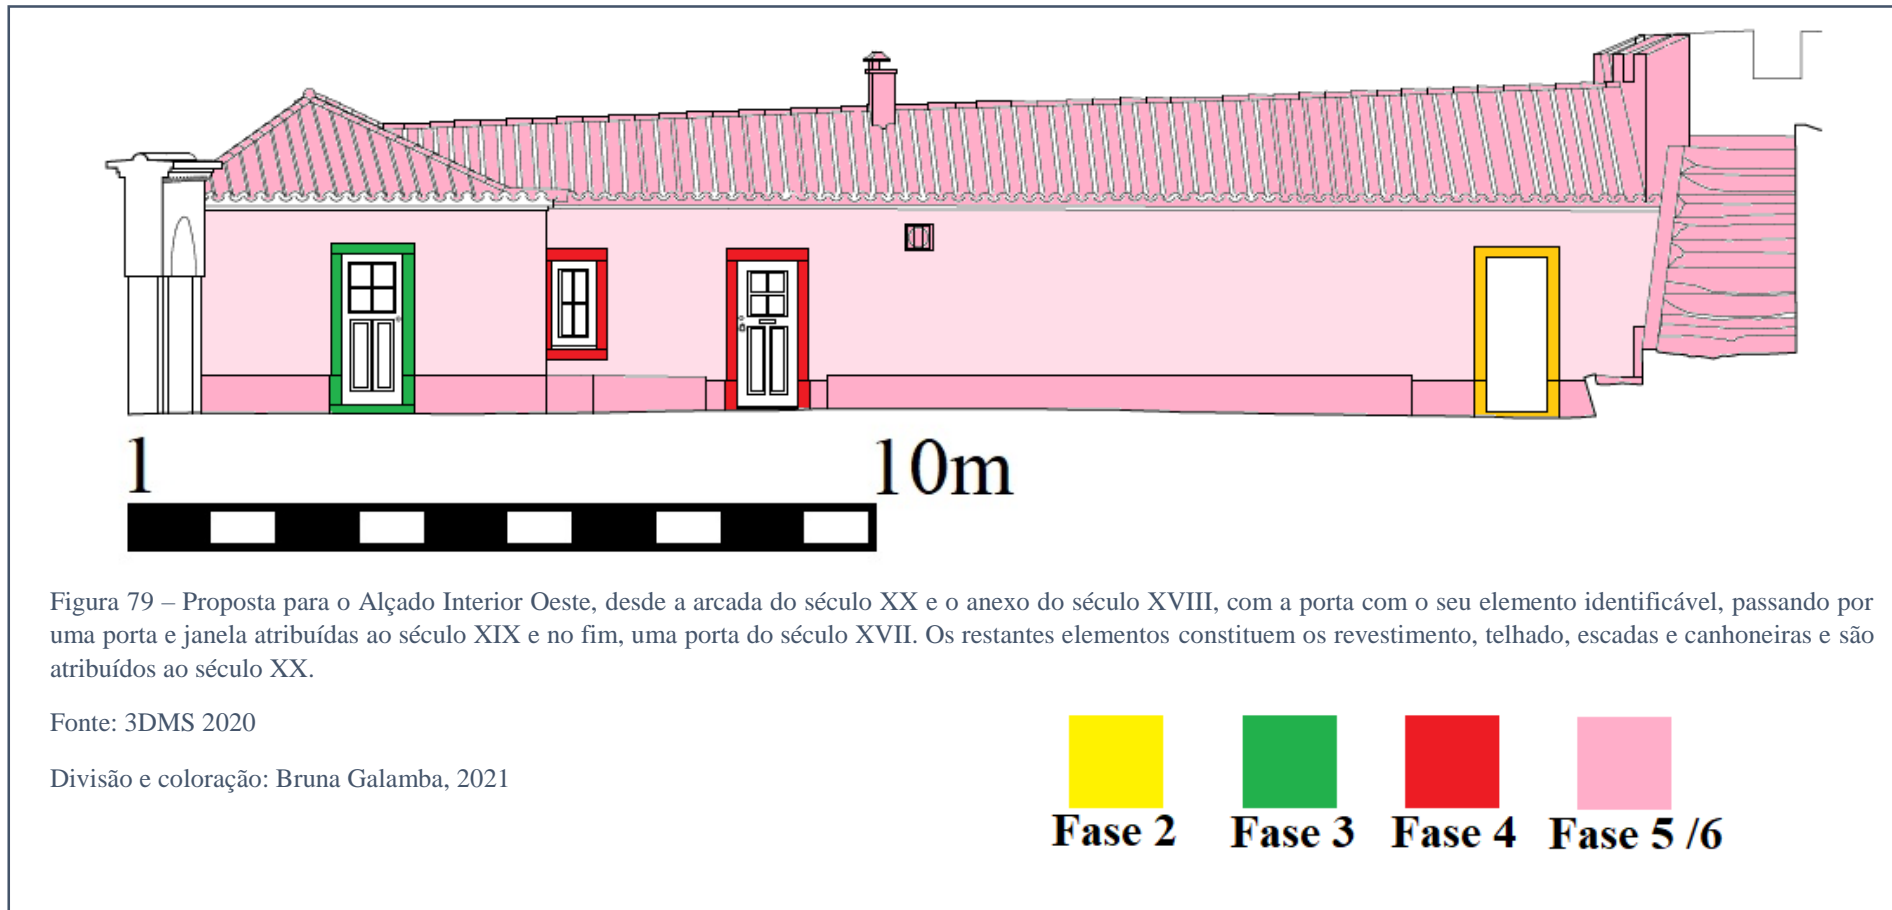 1 10m
Figura 79 – Proposta para o Alçado Interior Oeste, desde a arcada do século XX e o anexo do século XVIII, com a porta com o seu elemento identificável, passando por
uma porta e janela atribuídas ao século XIX e no fim, uma porta do século XVII. Os restantes elementos constituem os revestimento, telhado, escadas e canhoneiras e são
atribuídos ao século XX.
Fonte: 3DMS 2020
Divisão e coloração: Bruna Galamba, 2021
Fase 2 Fase 3 Fase 4 Fase 5 /6